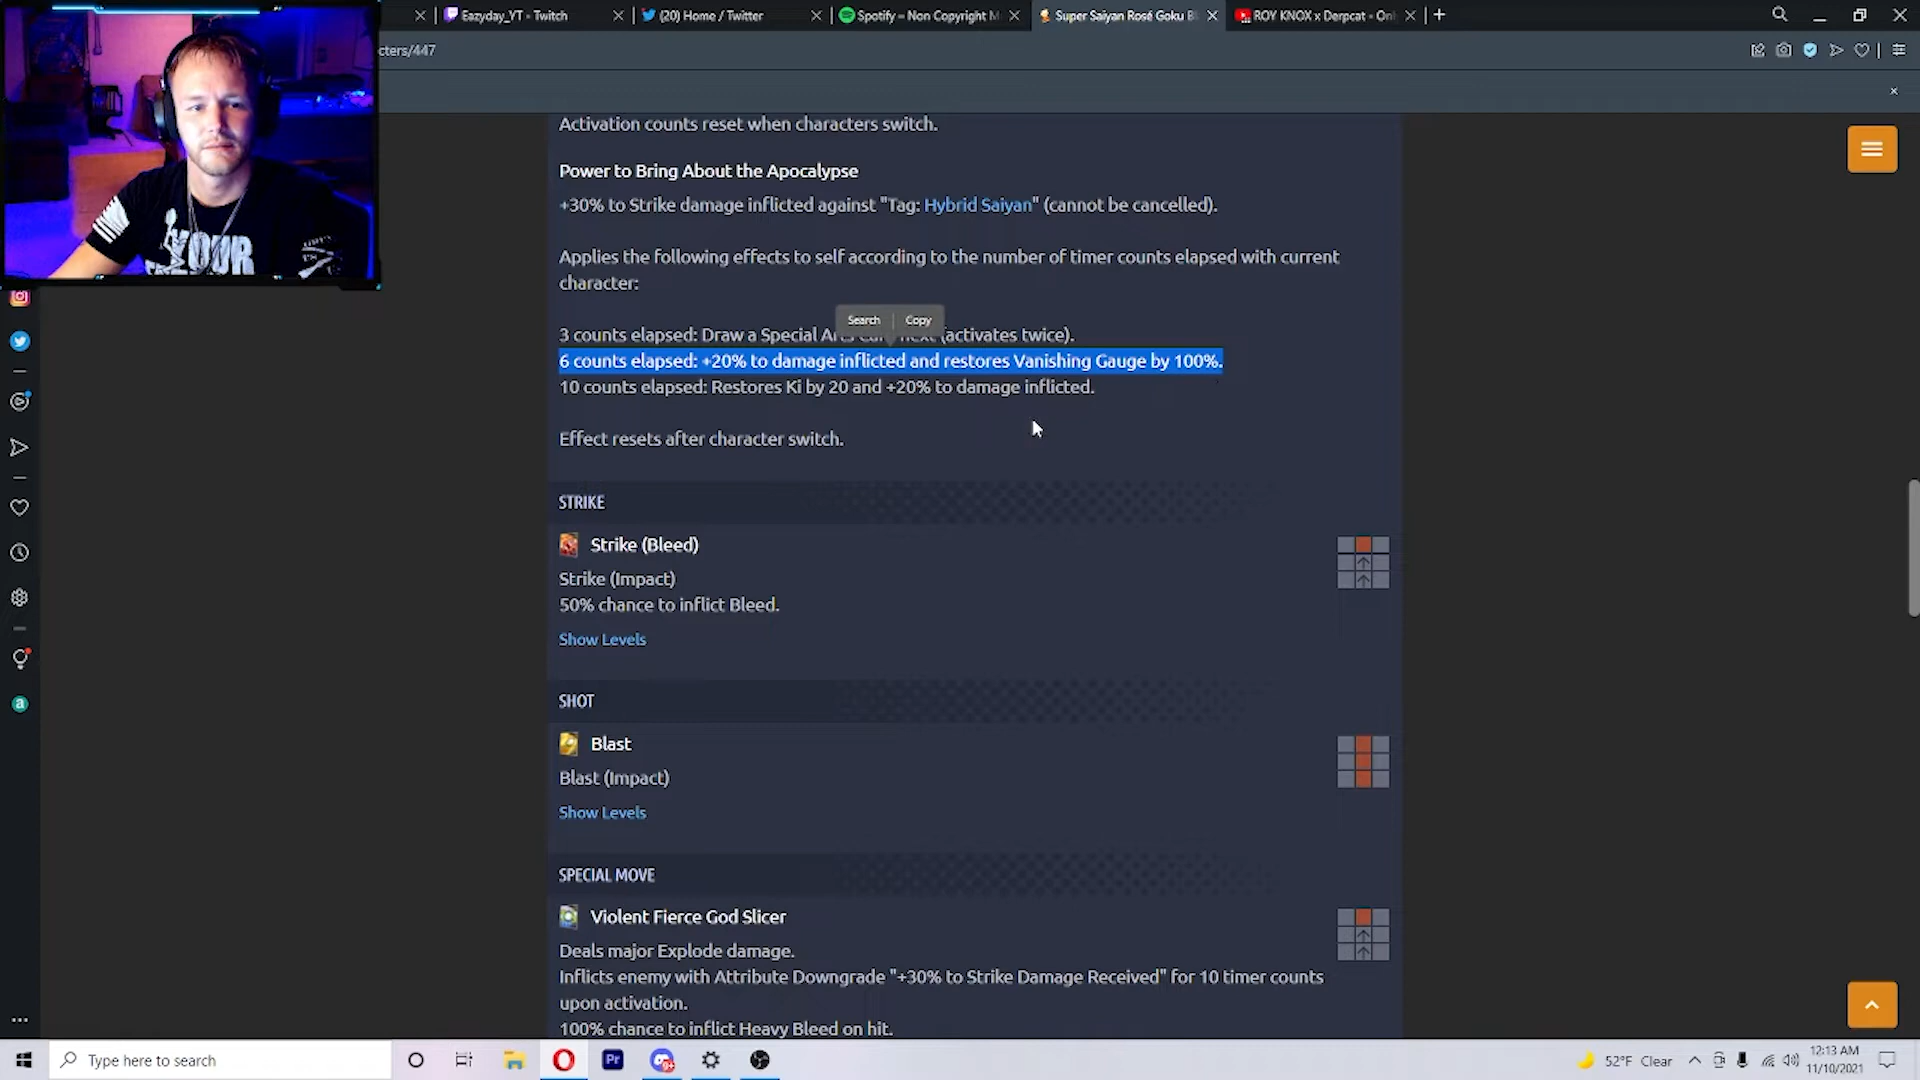 Eazyday_YT - Twitch
(20) Home / Twitter
Spotify – Non Copyright M
Super Saiyan Rosé Goku B
ROY KNOX x Derpcat - Onl
cters/447
YOUR
Activation counts reset when characters switch.
Power to Bring About the Apocalypse
+30% to Strike damage inflicted against "Tag: Hybrid Saiyan" (cannot be cancelled).
Applies the following effects to self according to the number of timer counts elapsed with current
character:
Search
Copy
3 counts elapsed: Draw a Special Arts Card next (activates twice).
6 counts elapsed: +20% to damage inflicted and restores Vanishing Gauge by 100%.
10 counts elapsed: Restores Ki by 20 and +20% to damage inflicted.
Effect resets after character switch.
STRIKE
Strike (Bleed)
Strike (Impact)
50% chance to inflict Bleed.
Show Levels
SHOT
Blast
Blast (Impact)
Show Levels
SPECIAL MOVE
Violent Fierce God Slicer
Deals major Explode damage.
Inflicts enemy with Attribute Downgrade "+30% to Strike Damage Received" for 10 timer counts
upon activation.
100% chance to inflict Heavy Bleed on hit.
a
Type here to search
Pr
52°F Clear
12:13 AM
11/10/2021